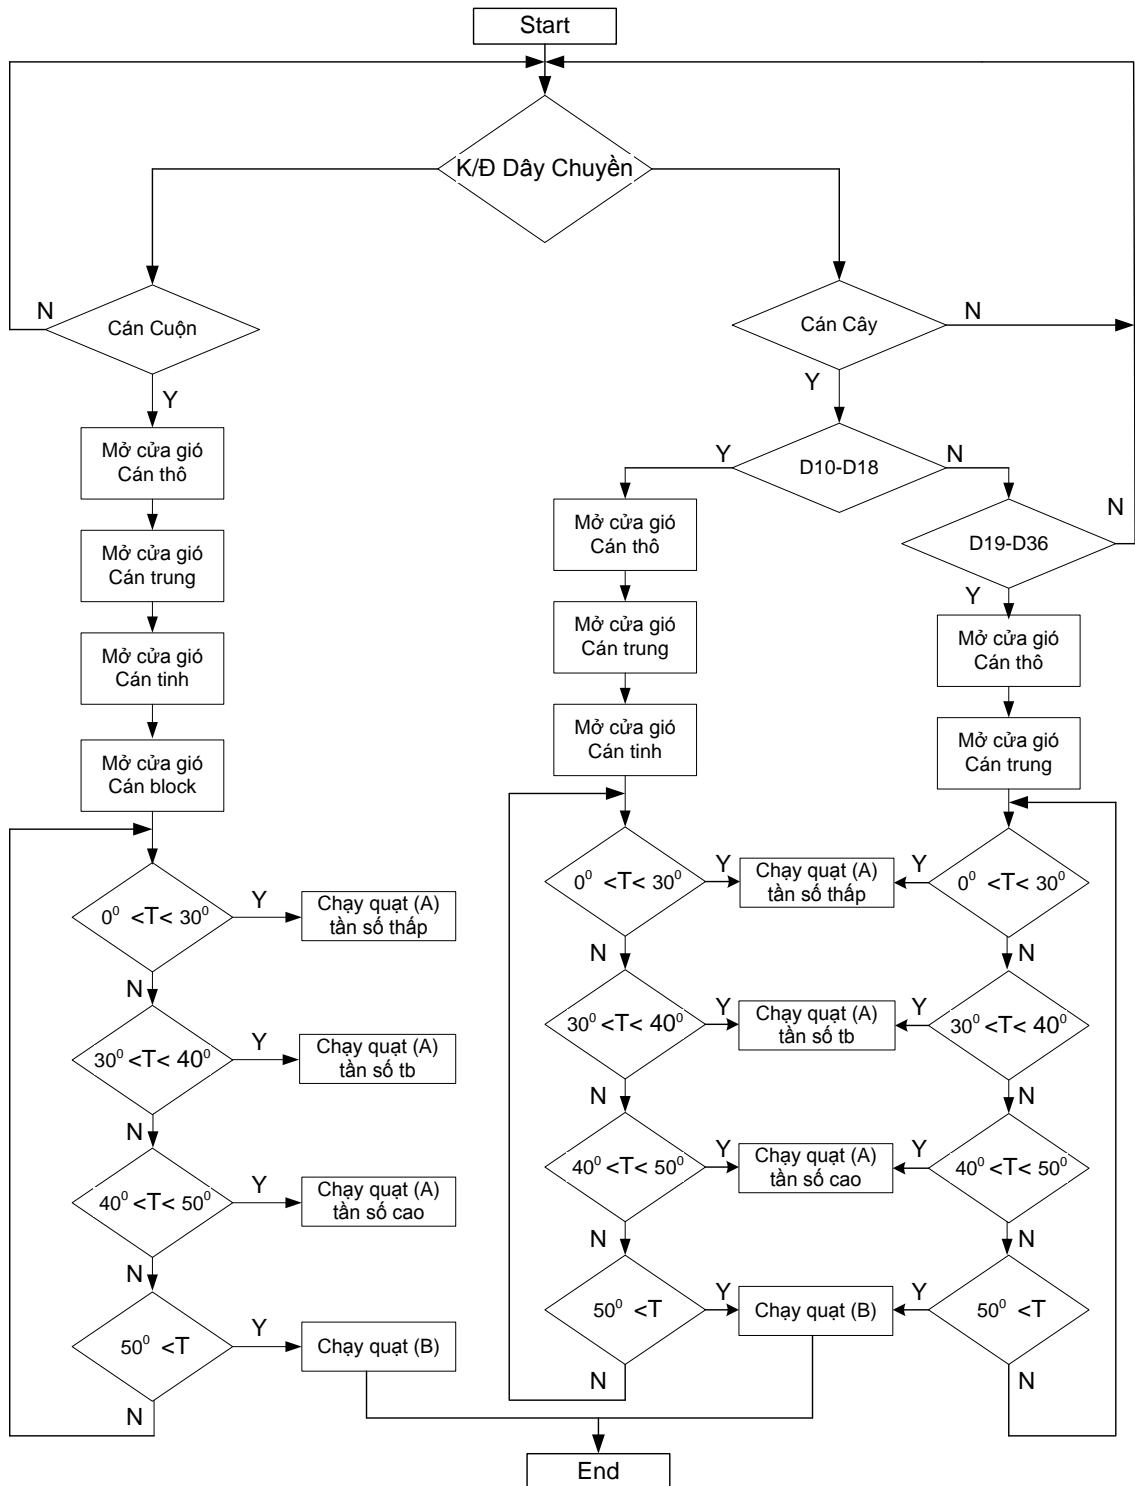 Start
K/Đ Dây Chuyền
Cán Cuộn
N
Y
Mở cửa gió
Cán thô
Mở cửa gió
Cán trung
Mở cửa gió
Cán tinh
Mở cửa gió
Cán block
0⁰ <T< 30⁰
Y
Chạy quạt (A)
tần số thấp
N
30⁰ <T< 40⁰
Y
Chạy quạt (A)
tần số tb
N
40⁰ <T< 50⁰
Y
Chạy quạt (A)
tần số cao
N
50⁰ <T
Y
Chạy quạt (B)
N
Cán Cây
N
Y
D10-D18
Y
N
Mở cửa gió
Cán thô
Mở cửa gió
Cán trung
Mở cửa gió
Cán tinh
D19-D36
N
Y
Mở cửa gió
Cán thô
Mở cửa gió
Cán trung
0⁰ <T< 30⁰
Y
Chạy quạt (A)
tần số thấp
Y
0⁰ <T< 30⁰
N
N
30⁰ <T< 40⁰
Y
Chạy quạt (A)
tần số tb
Y
30⁰ <T< 40⁰
N
N
40⁰ <T< 50⁰
Y
Chạy quạt (A)
tần số cao
Y
40⁰ <T< 50⁰
N
N
50⁰ <T
Y
Chạy quạt (B)
Y
50⁰ <T
N
N
End